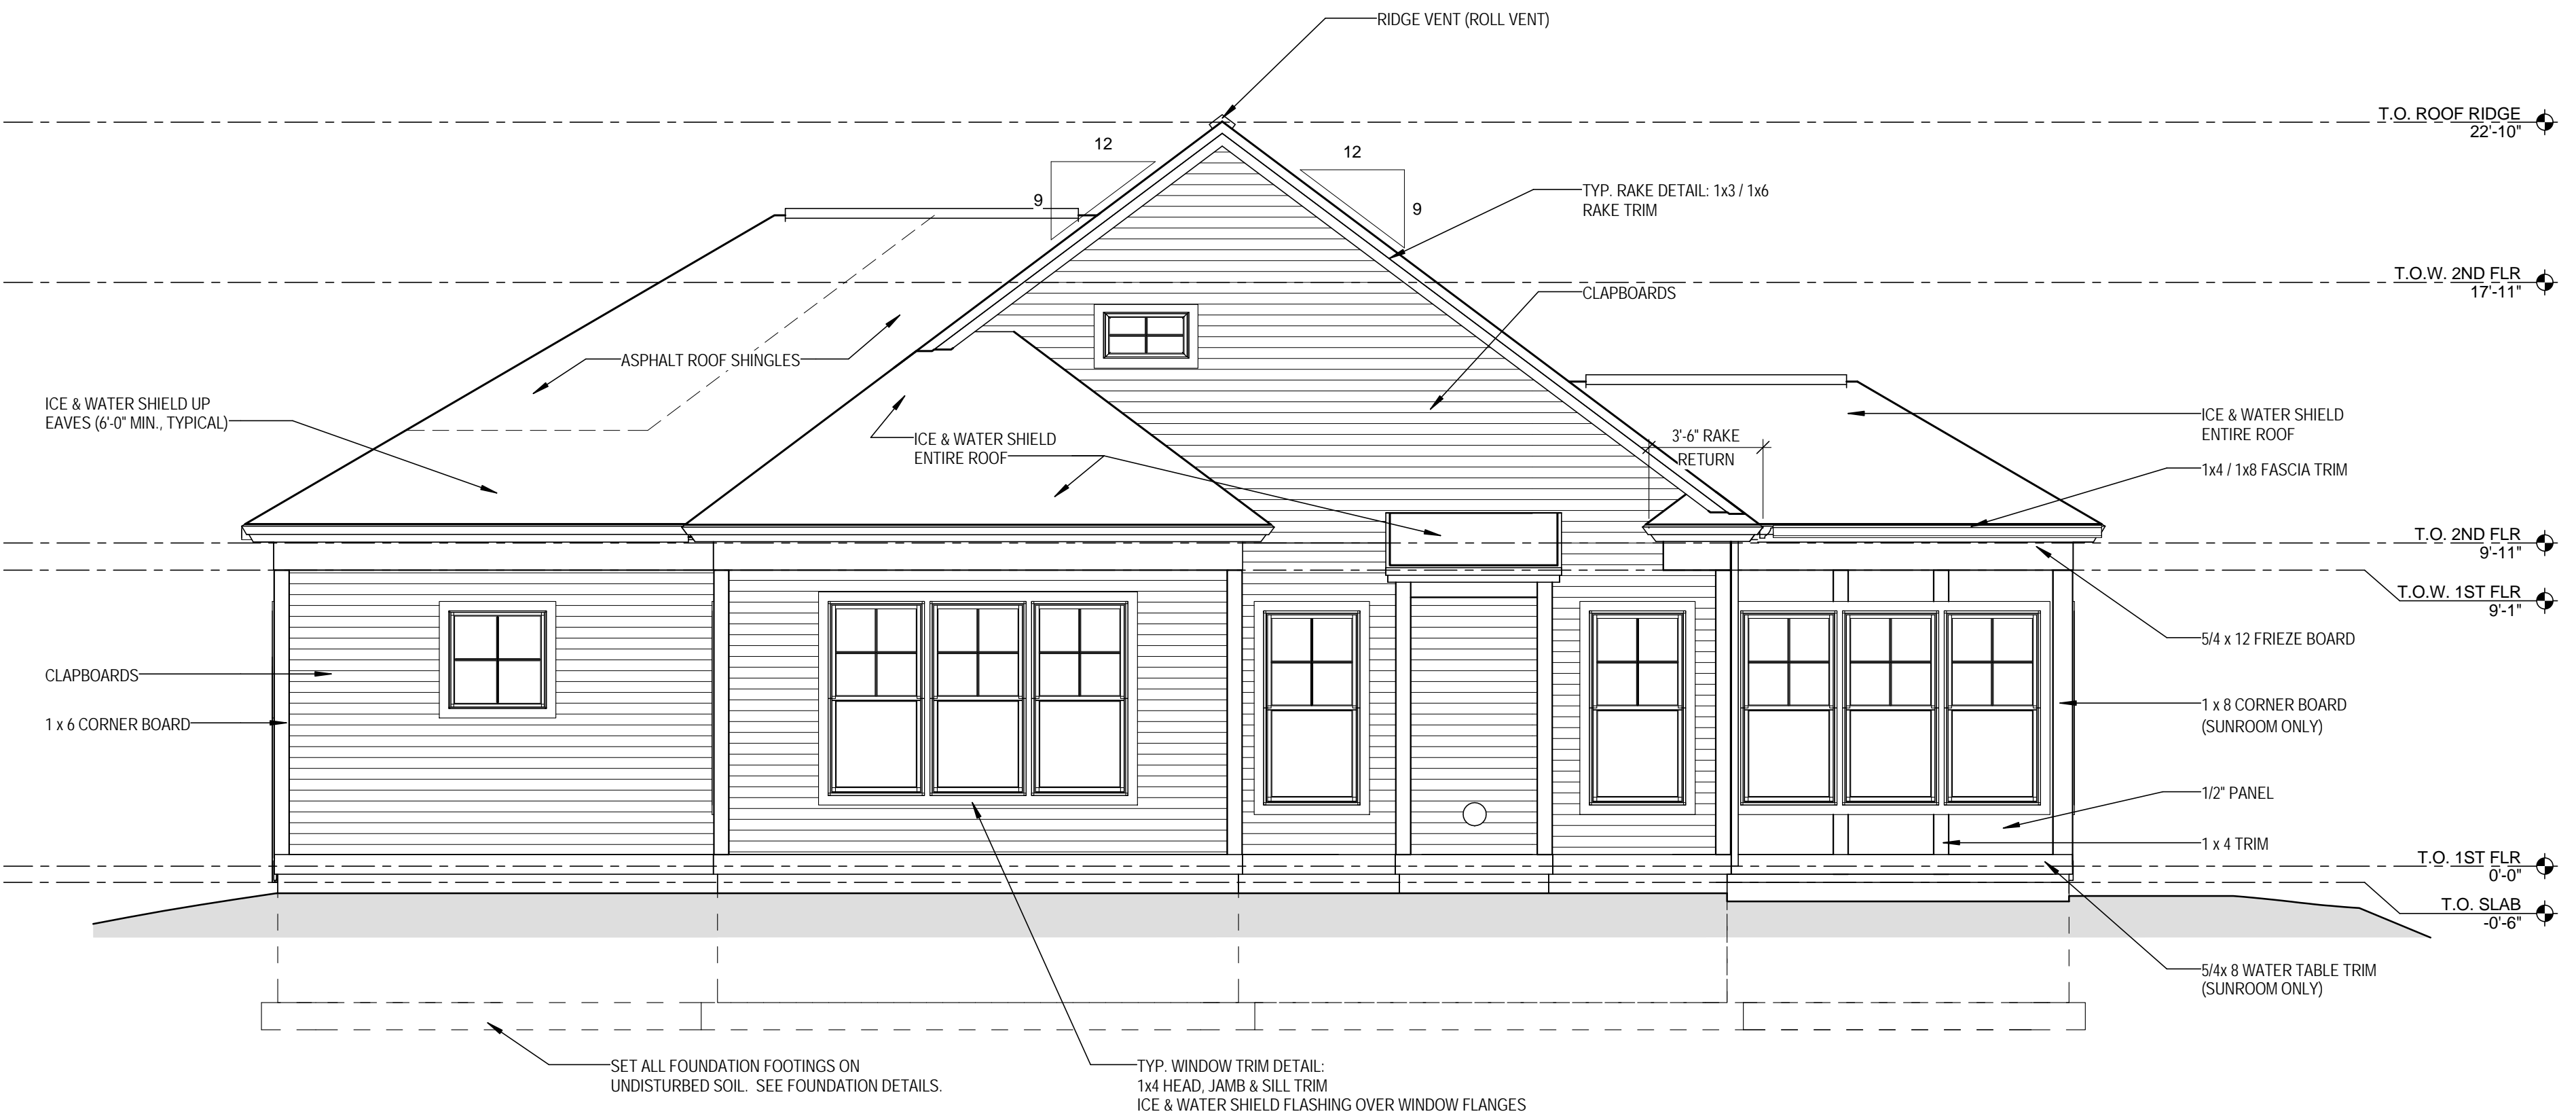 RIDGE VENT (ROLL VENT)
T.O. ROOF RIDGE
22'-10"
12
9
12
9
TYP. RAKE DETAIL: 1x3 / 1x6
RAKE TRIM
T.O.W. 2ND FLR
17'-11"
CLAPBOARDS
ASPHALT ROOF SHINGLES
ICE & WATER SHIELD UP
EAVES (6'-0" MIN., TYPICAL)
ICE & WATER SHIELD
ENTIRE ROOF
3'-6" RAKE
RETURN
ICE & WATER SHIELD
ENTIRE ROOF
1x4 / 1x8 FASCIA TRIM
T.O. 2ND FLR
9'-11"
T.O.W. 1ST FLR
9'-1"
5/4 x 12 FRIEZE BOARD
CLAPBOARDS
1 x 6 CORNER BOARD
1 x 8 CORNER BOARD
(SUNROOM ONLY)
1/2" PANEL
1 x 4 TRIM
T.O. 1ST FLR
0'-0"
T.O. SLAB
-0'-6"
5/4x 8 WATER TABLE TRIM
(SUNROOM ONLY)
SET ALL FOUNDATION FOOTINGS ON
UNDISTURBED SOIL.  SEE FOUNDATION DETAILS.
TYP. WINDOW TRIM DETAIL:
1x4 HEAD, JAMB & SILL TRIM
ICE & WATER SHIELD FLASHING OVER WINDOW FLANGES